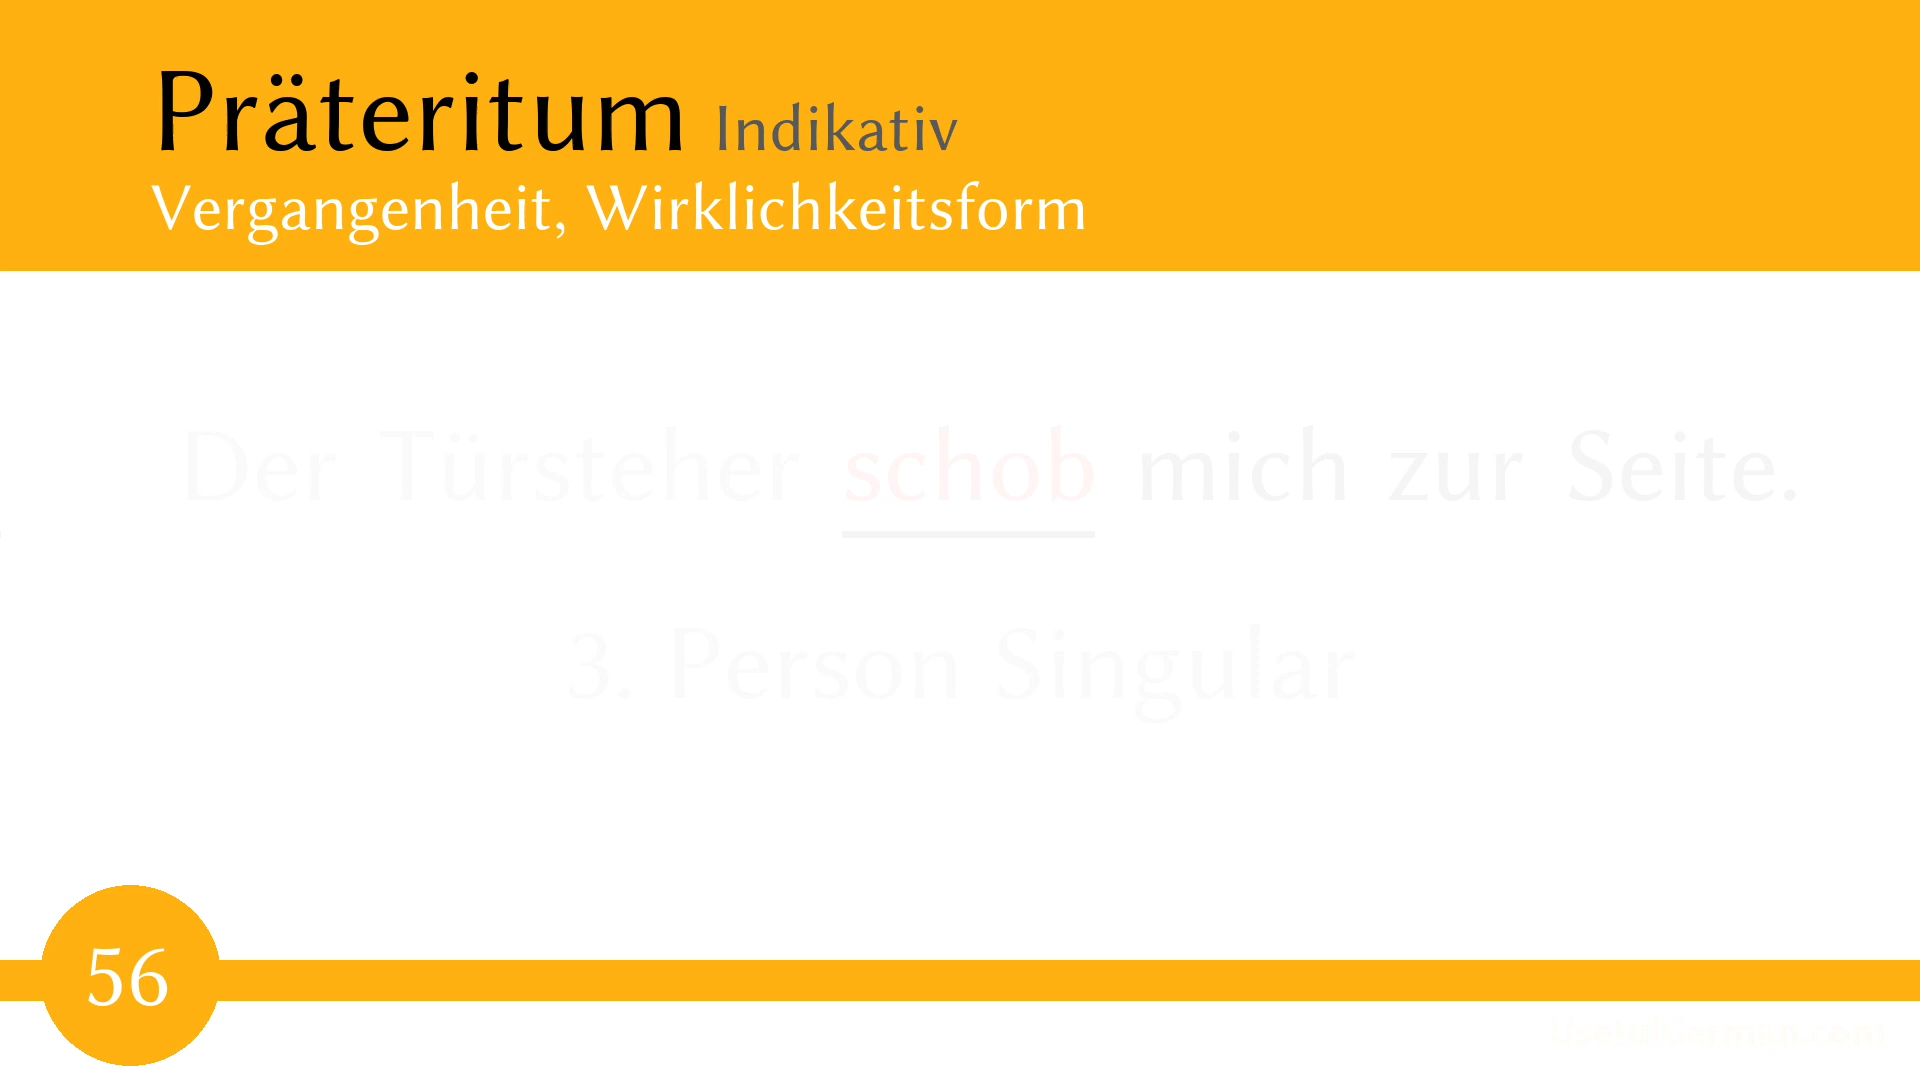 Präteritum Indikativ
Vergangenheit, Wirklichkeitsform
Der Türsteher schob mich zur Seite.
3. Person Singular
56